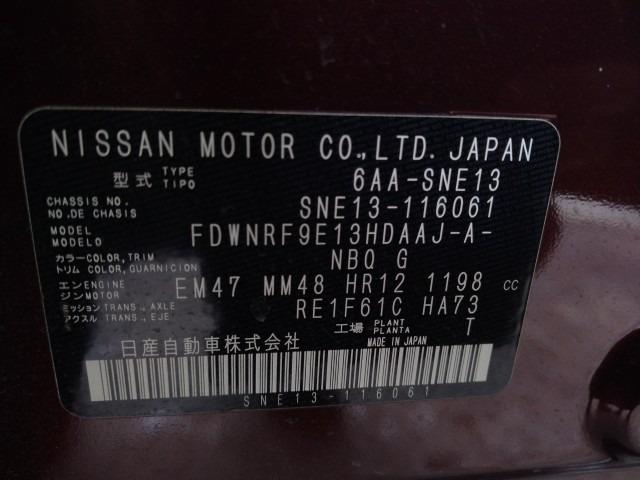 NISSAN MOTOR CO.,LTD. JAPAN
型式 TYPE TIPO 6AA-SNE13
CHASSIS NO. NO. DE CHASIS SNE13-116061
MODEL MODELO FDWNRF9E13HDAAJ-A-
カラー COLOR, TRIM トリム COLOR, GUARNICION NBQ G
エンジン ENGINE MOTOR EM47 MM48 HR12 1198 cc
ミッション TRANS., AXLE アクスル TRANS., EJE RE1F61C HA73
工場 PLANT PLANTA T
日産自動車株式会社 MADE IN JAPAN
SNE13-116061